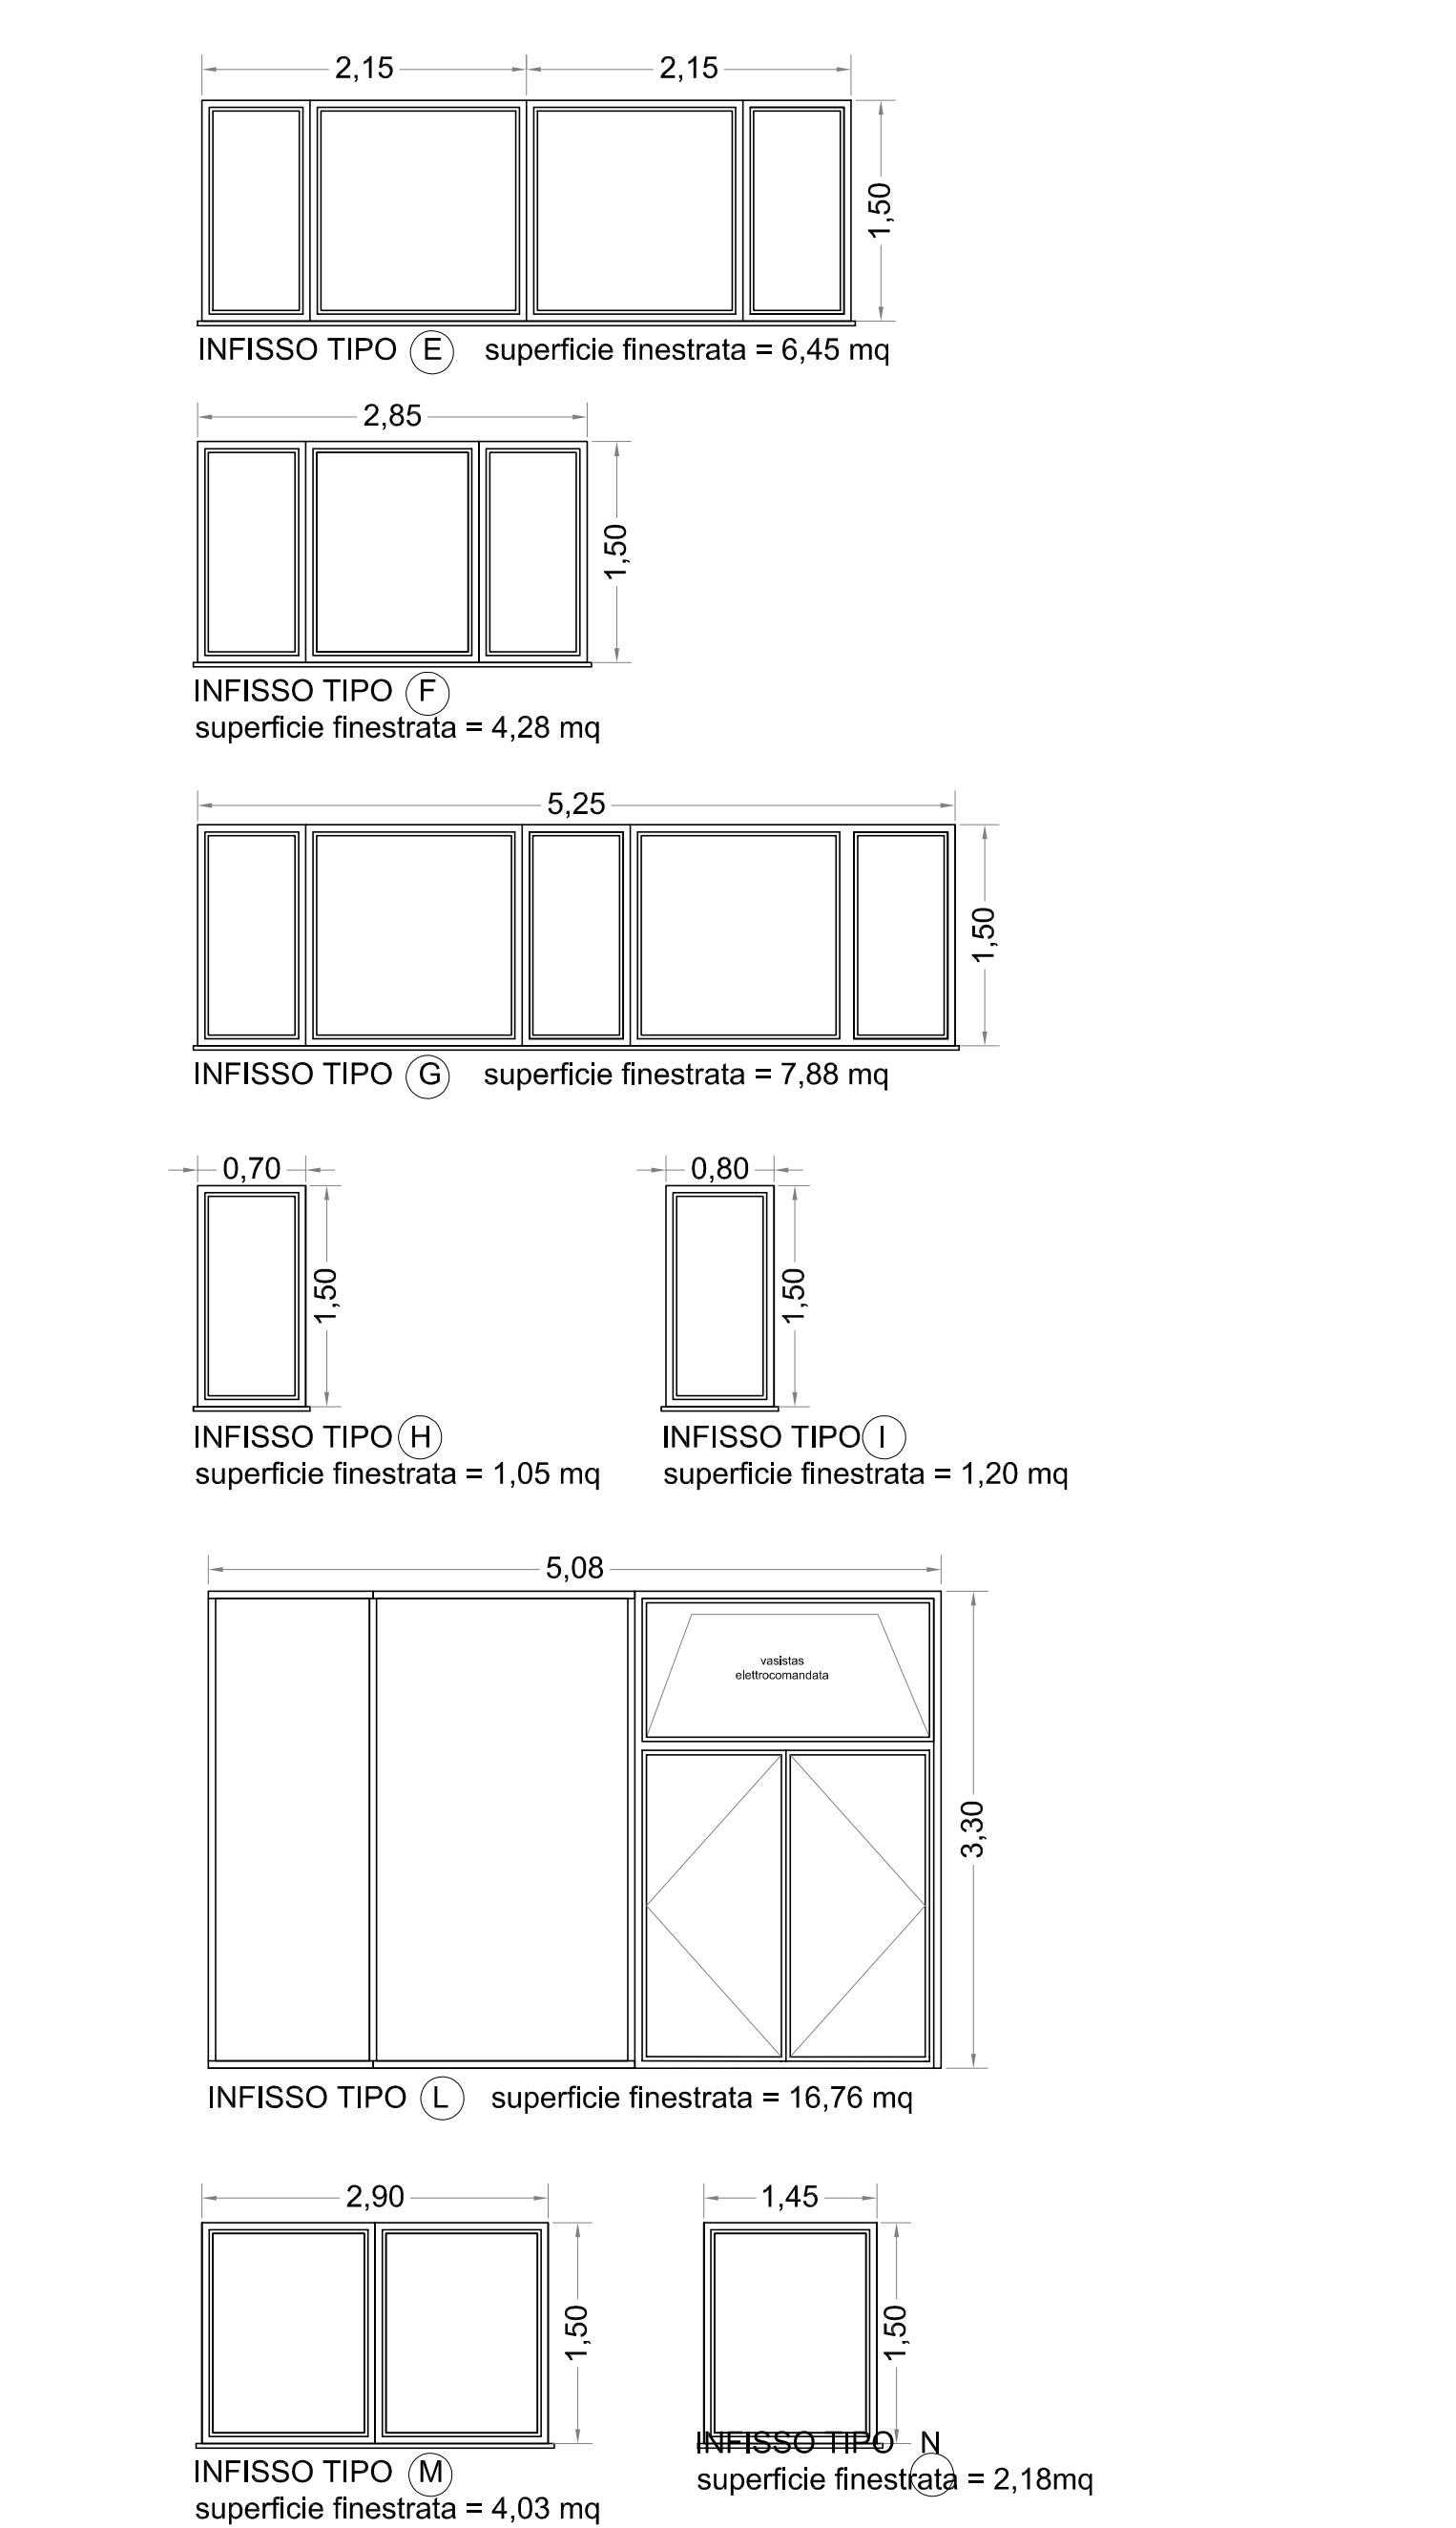 2,15 2,15
1,50
INFISSO TIPO E superficie finestrata = 6,45 mq
2,85
1,50
INFISSO TIPO F
superficie finestrata = 4,28 mq
5,25
1,50
INFISSO TIPO G superficie finestrata = 7,88 mq
0,70 0,80
1,50 1,50
INFISSO TIPO H INFISSO TIPO I
superficie finestrata = 1,05 mq superficie finestrata = 1,20 mq
5,08
vasistas
elettrocomandata
3,30
INFISSO TIPO L superficie finestrata = 16,76 mq
2,90 1,45
1,50 1,50
INFISSO TIPO N
INFISSO TIPO M
superficie finestrata = 2,18mq
superficie finestrata = 4,03 mq